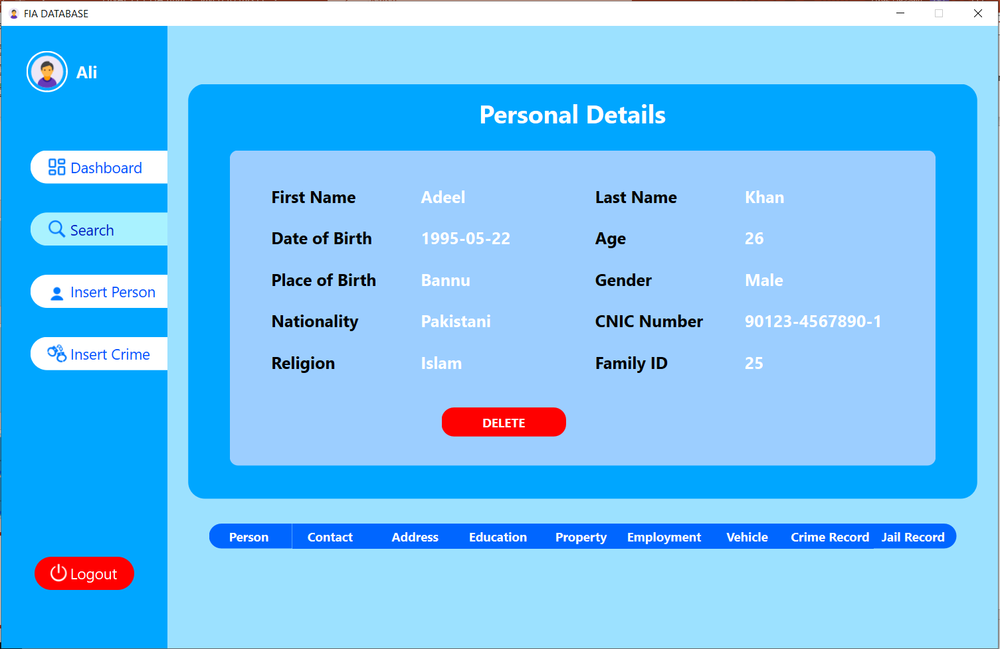 FIA DATABASE
Ali
Personal Details
Dashboard
First Name Adeel Last Name Khan
Search
Date of Birth 1995-05-22 Age 26
Place of Birth Bannu Gender Male
Insert Person
Nationality Pakistani CNIC Number 90123-4567890-1
Insert Crime
Religion Islam Family ID 25
DELETE
Person Contact Address Education Property Employment Vehicle Crime Record Jail Record
Logout